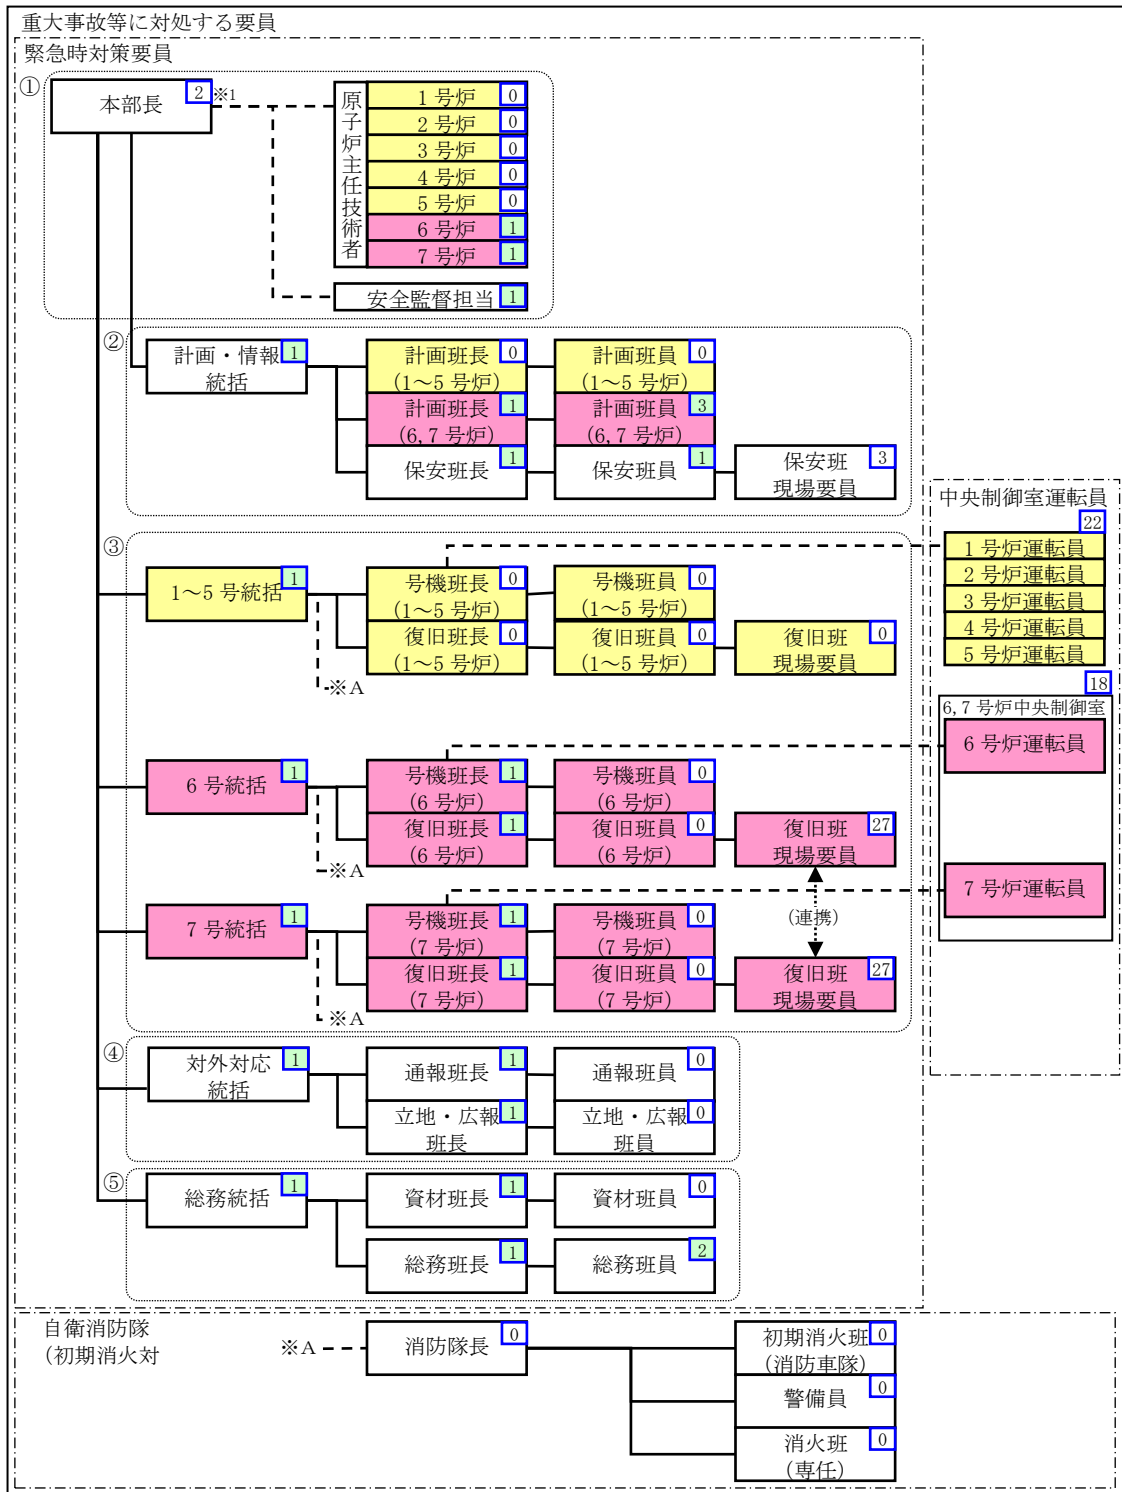 重大事故等に対処する要員
緊急時対策要員
①
本部長
2
※1
原子炉主任技術者
1 号炉
0
2 号炉
0
3 号炉
0
4 号炉
0
5 号炉
0
6 号炉
1
7 号炉
1
安全監督担当
1
②
計画・情報
統括
1
計画班長
(1～5 号炉)
0
計画班員
(1～5 号炉)
0
計画班長
(6,7 号炉)
1
計画班員
(6,7 号炉)
3
保安班長
1
保安班員
1
保安班
現場要員
3
中央制御室運転員
22
1 号炉運転員
2 号炉運転員
3 号炉運転員
4 号炉運転員
5 号炉運転員
③
1～5 号統括
1
※A
号機班長
(1～5 号炉)
0
号機班員
(1～5 号炉)
0
復旧班長
(1～5 号炉)
0
復旧班員
(1～5 号炉)
0
復旧班
現場要員
0
18
6,7 号炉中央制御室
6 号炉運転員
7 号炉運転員
6 号統括
1
※A
号機班長
(6 号炉)
1
号機班員
(6 号炉)
0
復旧班長
(6 号炉)
1
復旧班員
(6 号炉)
0
復旧班
現場要員
27
(連携)
7 号統括
1
※A
号機班長
(7 号炉)
1
号機班員
(7 号炉)
0
復旧班長
(7 号炉)
1
復旧班員
(7 号炉)
0
復旧班
現場要員
27
④
対外対応
統括
1
通報班長
1
通報班員
0
立地・広報
班長
1
立地・広報
班員
0
⑤
総務統括
1
資材班長
1
資材班員
0
総務班長
1
総務班員
2
自衛消防隊
(初期消火対
※A
消防隊長
0
初期消火班
(消防車隊)
0
警備員
0
消火班
(専任)
0